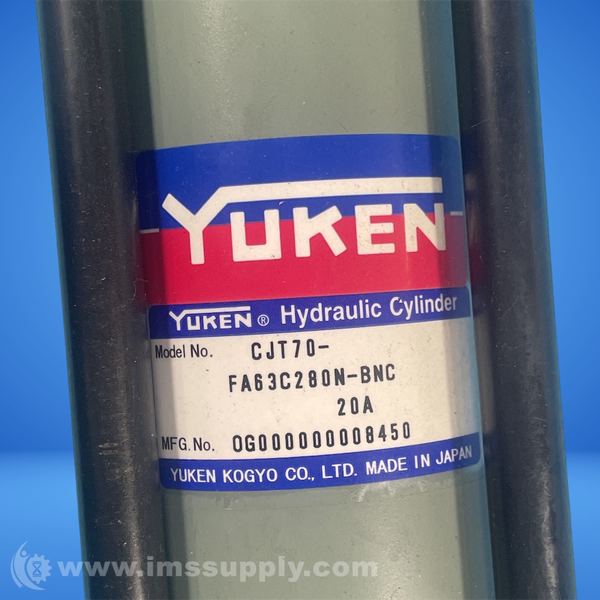 YUKEN
YUKEN® Hydraulic Cylinder
Model No. CJT70-
FA63C280N-BNC
20A
MFG.No. 0G000000008450
YUKEN KOGYO CO., LTD. MADE IN JAPAN
www.imssupply.com